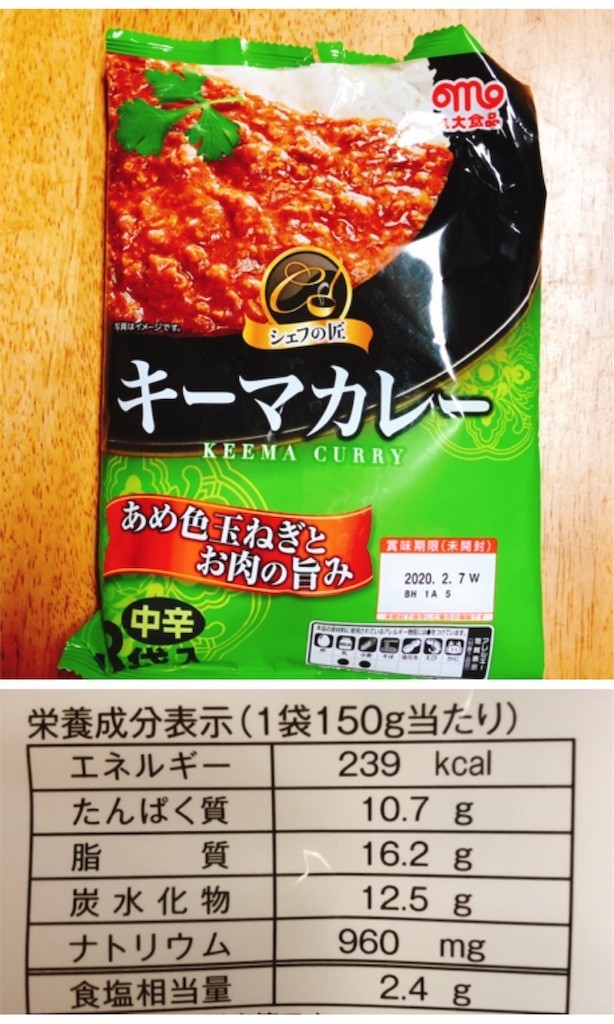 丸大食品
写真はイメージです。
シェフの匠
キーマカレー
KEEMA CURRY
あめ色玉ねぎと
お肉の旨み
賞味期限(未開封)
2020. 2. 7 W
BH 1A 5
中辛
3袋入
栄養成分表示(1袋150g当たり)
エネルギー 239 kcal
たんぱく質 10.7 g
脂質 16.2 g
炭水化物 12.5 g
ナトリウム 960 mg
食塩相当量 2.4 g